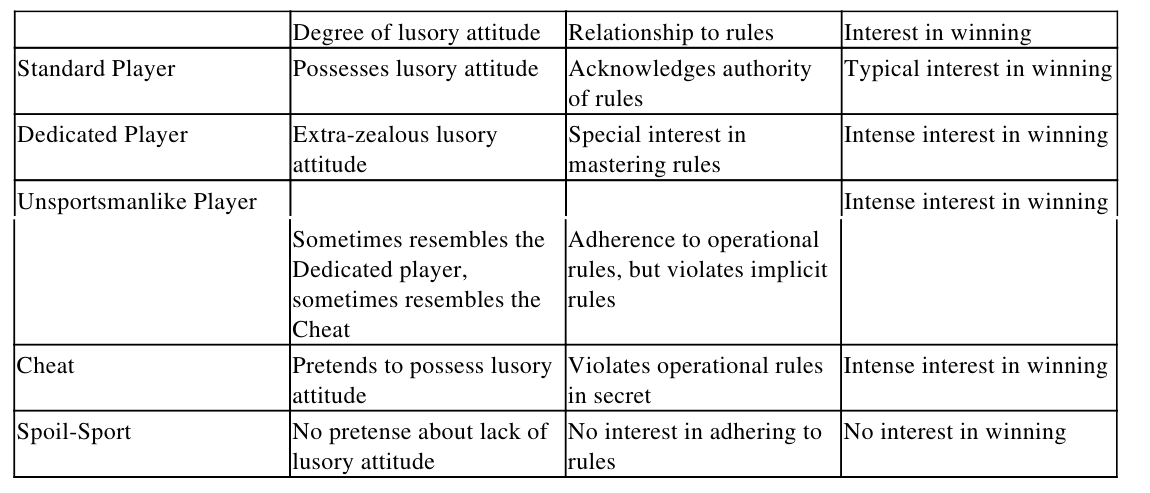 Degree of lusory attitude Relationship to rules Interest in winning
Standard Player Possesses lusory attitude Acknowledges authority Typical interest in winning
of rules
Dedicated Player Extra-zealous lusory Special interest in Intense interest in winning
attitude mastering rules
Unsportsmanlike Player Intense interest in winning
Sometimes resembles the Adherence to operational
Dedicated player, rules, but violates implicit
sometimes resembles the rules
Cheat
Cheat Pretends to possess lusory Violates operational rules Intense interest in winning
attitude in secret
Spoil-Sport No pretense about lack of No interest in adhering to No interest in winning
lusory attitude rules